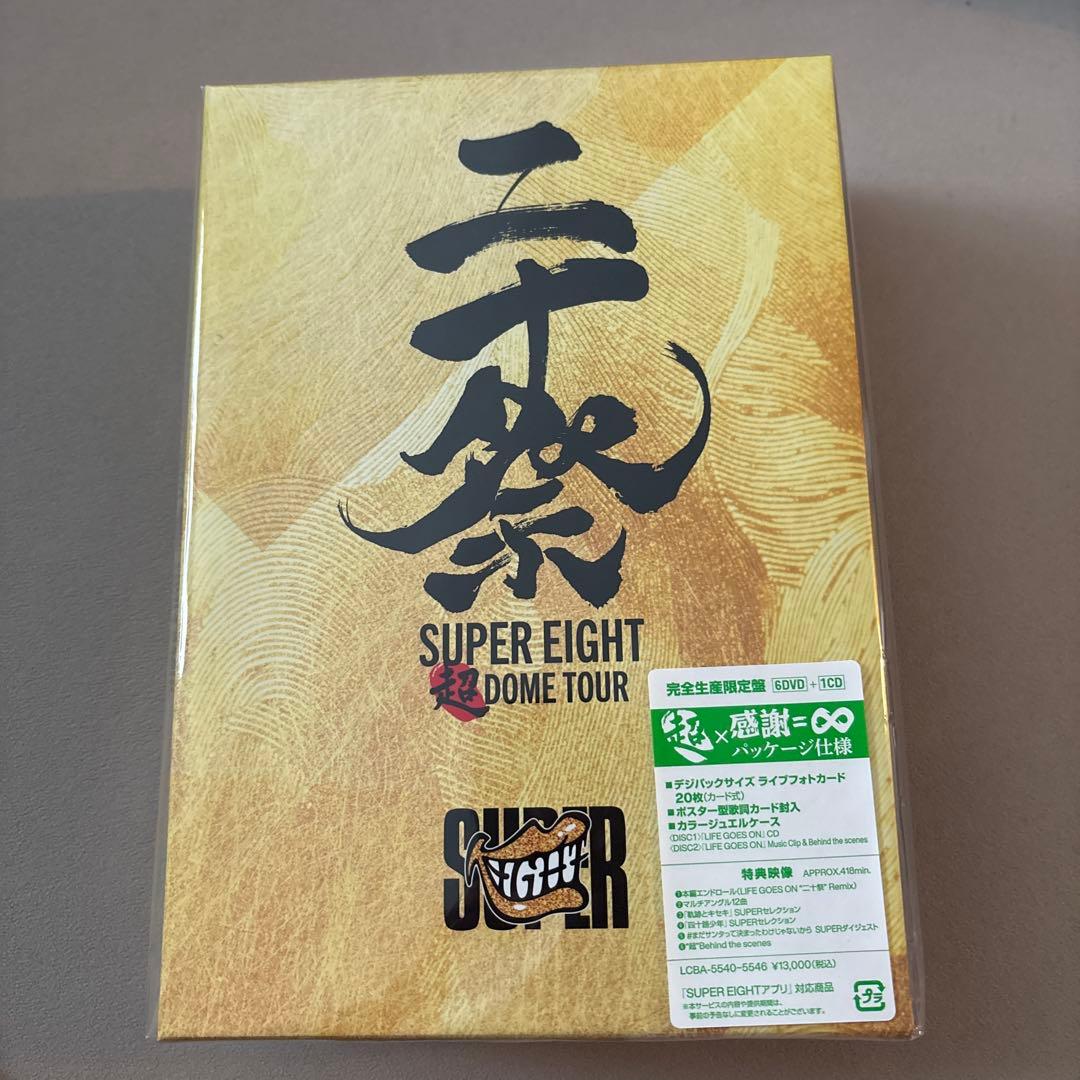 二十祭
SUPER EIGHT
超 DOME TOUR
SUPER
EIGHT
完全生産限定盤 6DVD+1CD
超×感謝=∞
パッケージ仕様
■デジパックサイズ ライブフォトカード
20枚(カード式)
■ポスター型歌詞カード封入
■カラージュエルケース
〈DISC1〉「LIFE GOES ON」CD
〈DISC2〉「LIFE GOES ON」Music Clip & Behind the scenes
特典映像 APPROX.418min.
❶本編エンドロール(LIFE GOES ON "二十祭" Remix)
❷マルチアングル12曲
❸「軌跡とキセキ」SUPERセレクション
❹「四十路少年」SUPERセレクション
❺#まだサンタって決まったわけじゃないから SUPERダイジェスト
❻"超"Behind the scenes
LCBA-5540-5546 ¥13,000(税込)
『SUPER EIGHTアプリ』対応商品
※本サービスの内容や提供期間は、
事前の予告なしに変更されることがございます。
プラ